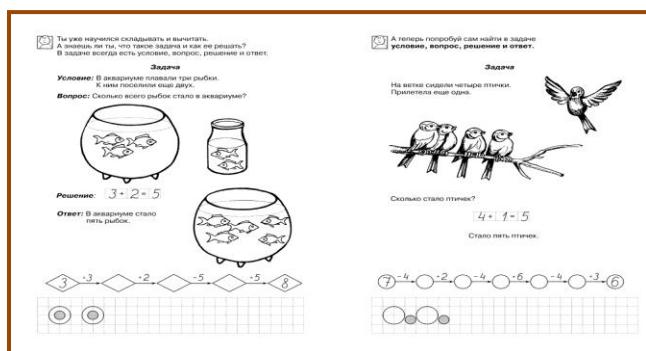 Ты уже научился складывать и вычитать.
А знаешь ли ты, что такое задача и как ее решать?
В задаче всегда есть условие, вопрос, решение и ответ.
Задача
Условие: В аквариуме плавали три рыбки.
К ним поселили еще двух.
Вопрос: Сколько всего рыбок стало в аквариуме?
Решение: 3 + 2 = 5
Ответ: В аквариуме стало
пять рыбок.
3 -3 -5 -5 8
А теперь попробуй сам найти в задаче
условие, вопрос, решение и ответ.
Задача
На ветке сидели четыре птички.
Прилетела еще одна.
Сколько стало птичек?
4 + 1 = 5
Стало пять птичек.
7 -4 -4 -4 6